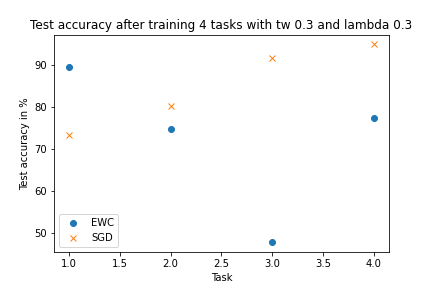 Test accuracy after training 4 tasks with tw 0.3 and lambda 0.3
90
80
70
60
50
Test accuracy in %
EWC
SGD
1.0 1.5 2.0 2.5 3.0 3.5 4.0
Task